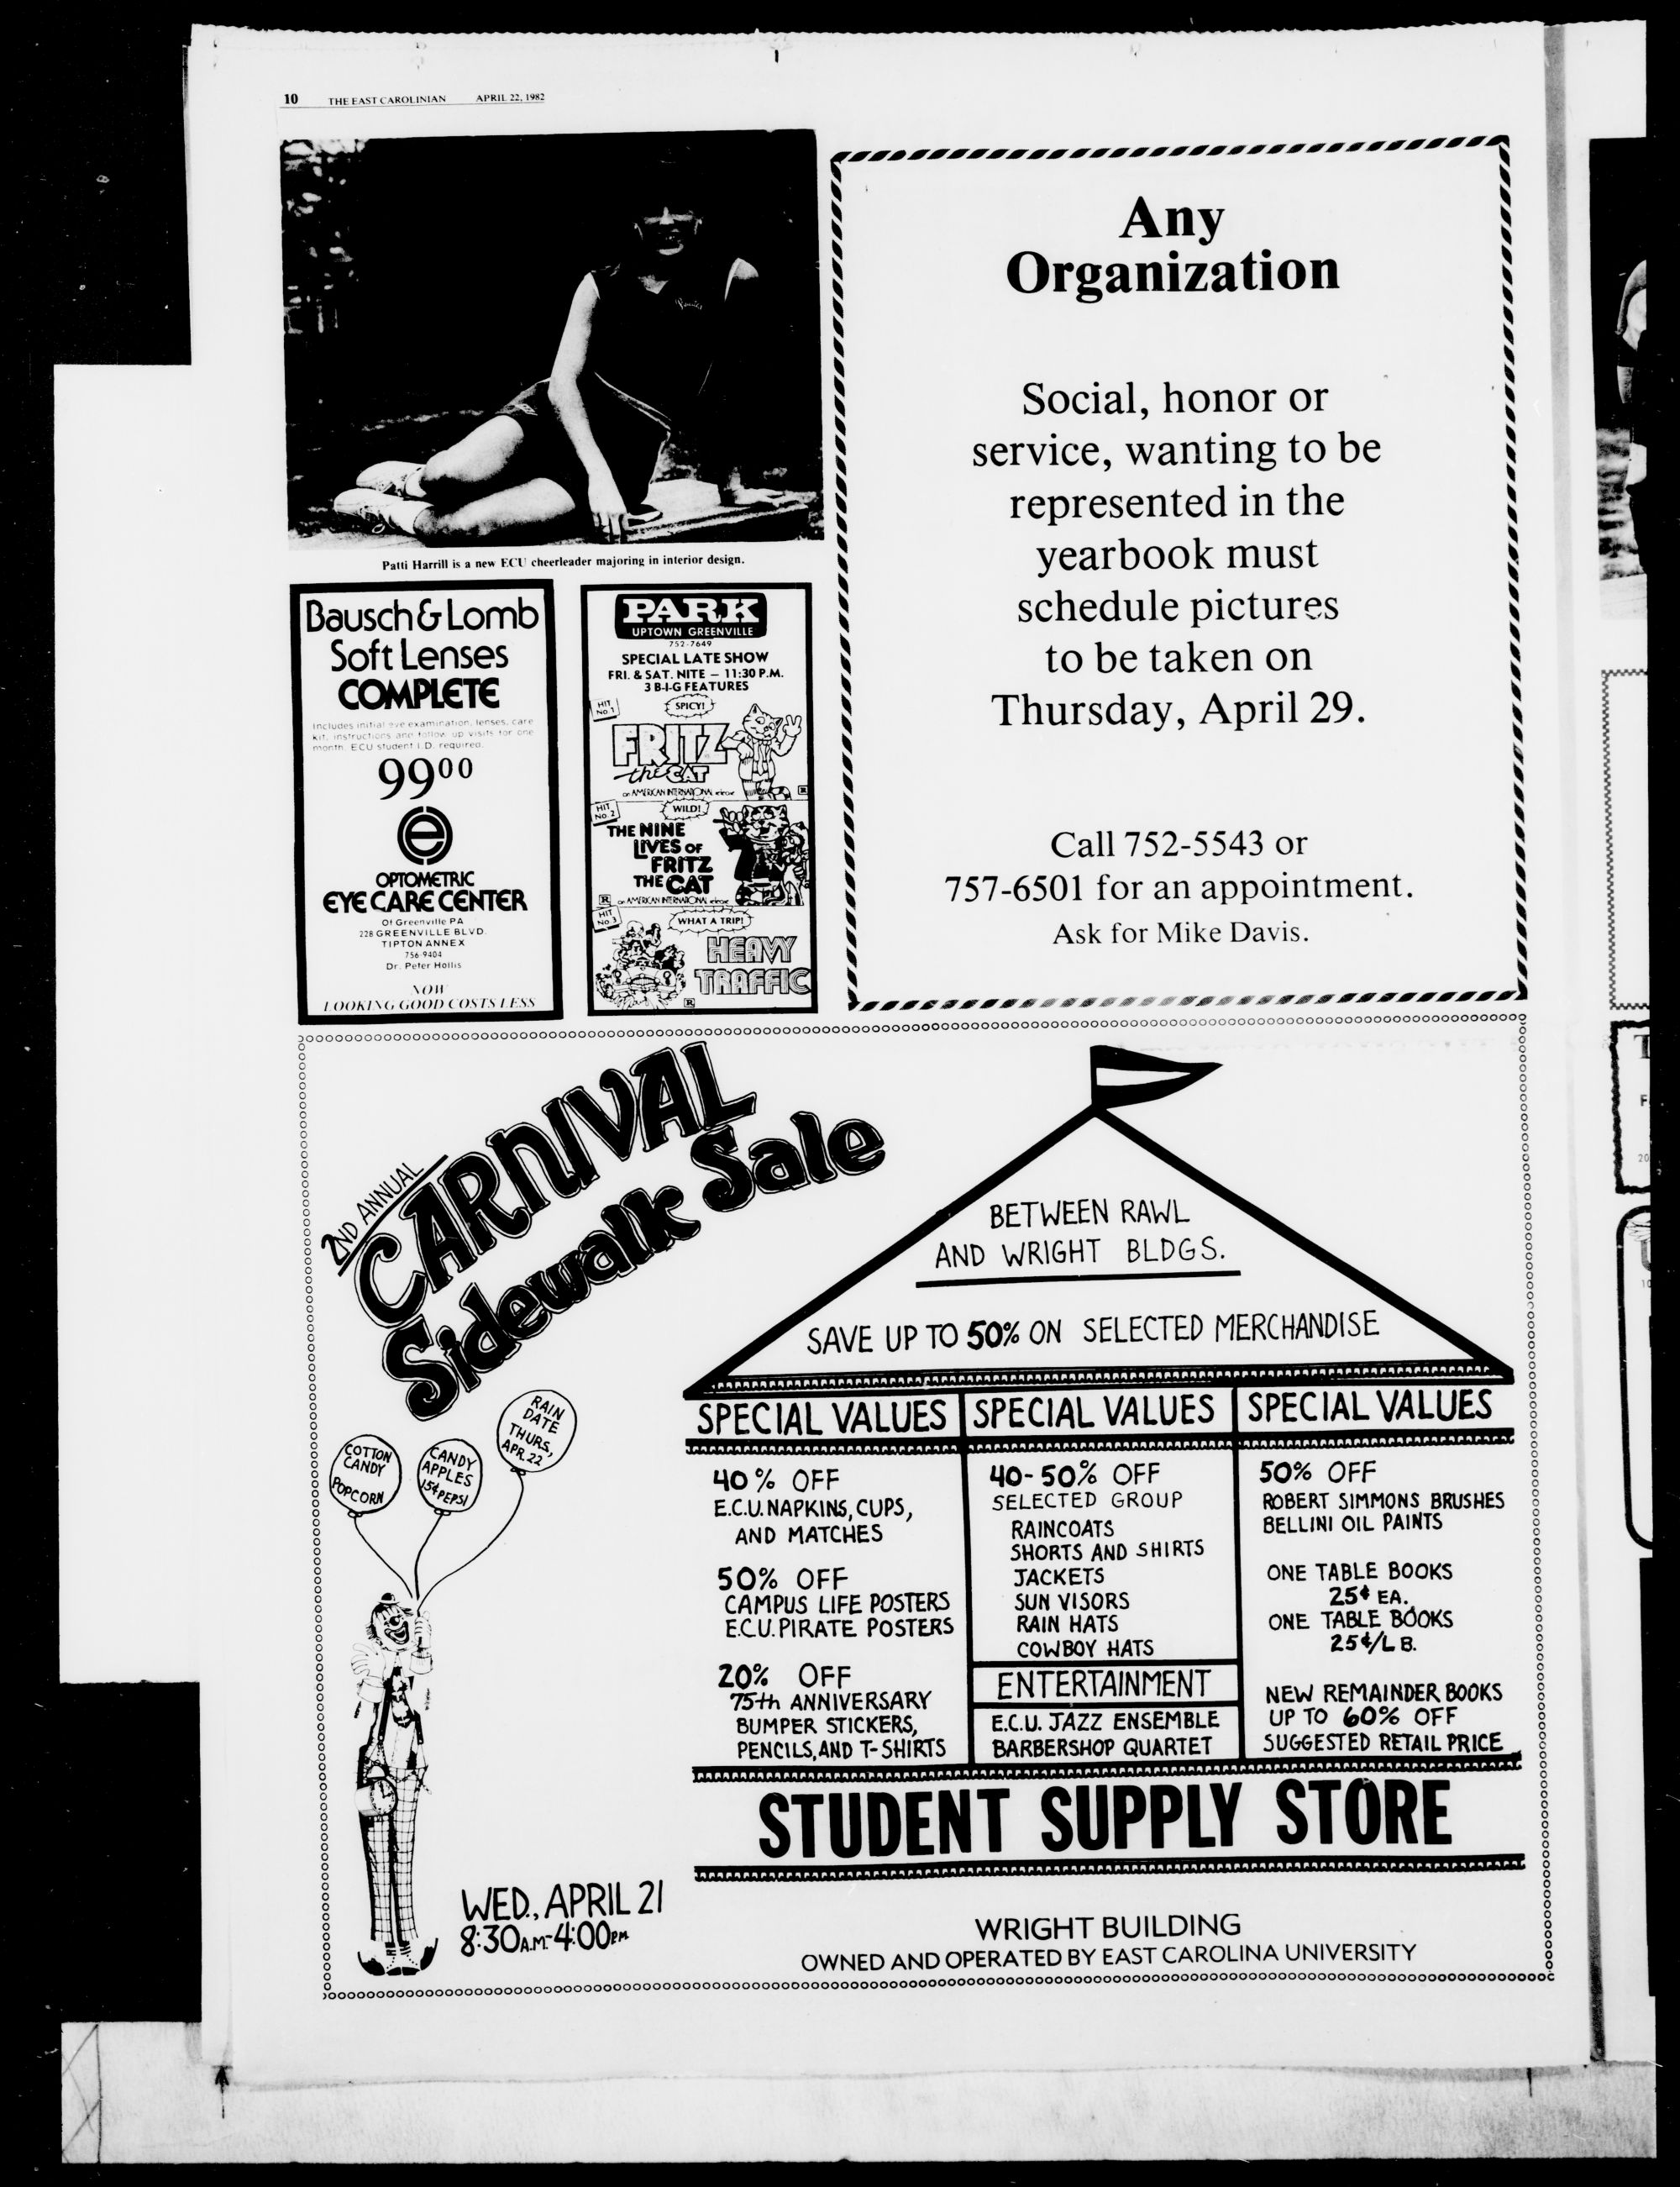 10 THE EAST CAROLINIAN APRIL 22, 1982
Patti Harrill is a new ECU cheerleader majoring in interior design.
Any
Organization
Social, honor or
service, wanting to be
represented in the
yearbook must
schedule pictures
to be taken on
Thursday, April 29.
Call 752-5543 or
757-6501 for an appointment.
Ask for Mike Davis.
Bausch & Lomb
Soft Lenses
COMPLETE
Includes initial eye examination, lenses, care
kit, instructions and follow up visits for one
month. ECU student I.D. required.
9900
e
OPTOMETRIC
EYE CARE CENTER
Of Greenville PA
228 GREENVILLE BLVD.
TIPTON ANNEX
756-9404
Dr. Peter Hollis
NOW
LOOKING GOOD COSTS LESS
PARK
UPTOWN GREENVILLE
752-7649
SPECIAL LATE SHOW
FRI. & SAT. NITE – 11:30 P.M.
3 B-I-G FEATURES
HIT
No. 1
SPICY!
FRITZ
the CAT
an AMERICAN INTERNATIONAL release
R
HIT
No. 2
WILD!
THE NINE
LIVES OF
FRITZ
THE CAT
R an AMERICAN INTERNATIONAL release
HIT
No. 3
WHAT A TRIP!
HEAVY
TRAFFIC
R
2ND ANNUAL
CARNIVAL
Sidewalk Sale
BETWEEN RAWL
AND WRIGHT BLDGS.
SAVE UP TO 50% ON SELECTED MERCHANDISE
COTTON
CANDY
POPCORN
CANDY
APPLES
15¢ PEPSI
RAIN
DATE
THURS,
APR. 22
SPECIAL VALUES
40% OFF
E.C.U. NAPKINS, CUPS,
AND MATCHES
50% OFF
CAMPUS LIFE POSTERS
E.C.U. PIRATE POSTERS
20% OFF
75th ANNIVERSARY
BUMPER STICKERS,
PENCILS, AND T-SHIRTS
SPECIAL VALUES
40-50% OFF
SELECTED GROUP
RAINCOATS
SHORTS AND SHIRTS
JACKETS
SUN VISORS
RAIN HATS
COWBOY HATS
ENTERTAINMENT
E.C.U. JAZZ ENSEMBLE
BARBERSHOP QUARTET
SPECIAL VALUES
50% OFF
ROBERT SIMMONS BRUSHES
BELLINI OIL PAINTS
ONE TABLE BOOKS
25¢ EA.
ONE TABLE BOOKS
25¢/LB.
NEW REMAINDER BOOKS
UP TO 60% OFF
SUGGESTED RETAIL PRICE
STUDENT SUPPLY STORE
WED., APRIL 21
8:30 A.M.-4:00 PM
WRIGHT BUILDING
OWNED AND OPERATED BY EAST CAROLINA UNIVERSITY